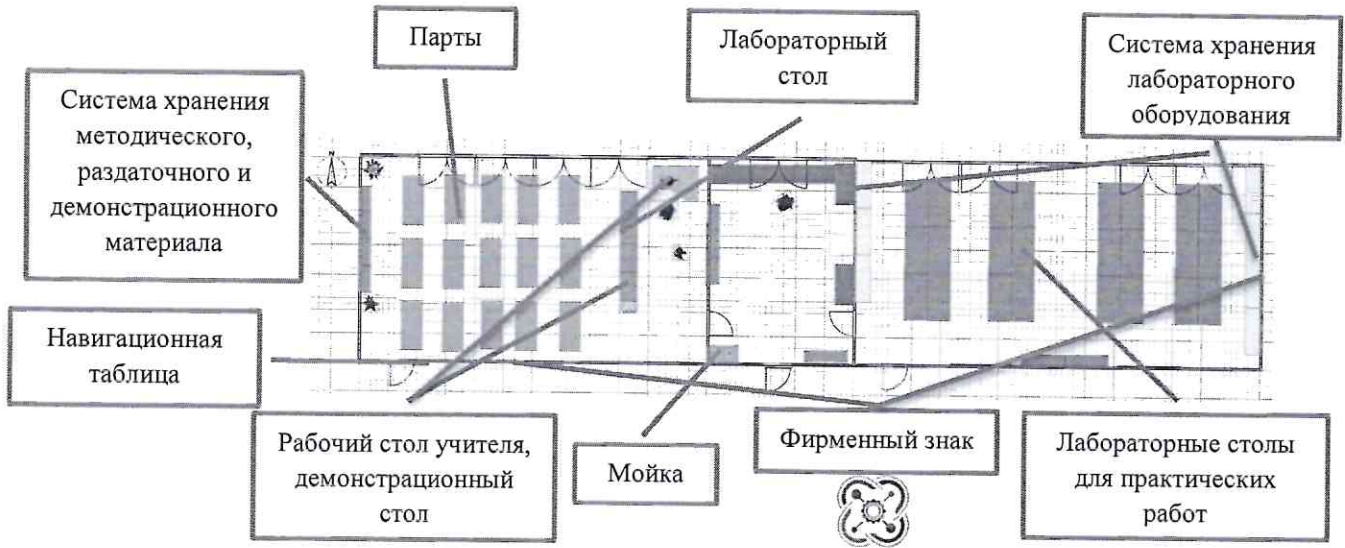 Парты
Лабораторный
стол
Система хранения
лабораторного
оборудования
Система хранения
методического,
раздаточного и
демонстрационного
материала
Навигационная
таблица
Рабочий стол учителя,
демонстрационный
стол
Мойка
Фирменный знак
Лабораторные столы
для практических
работ